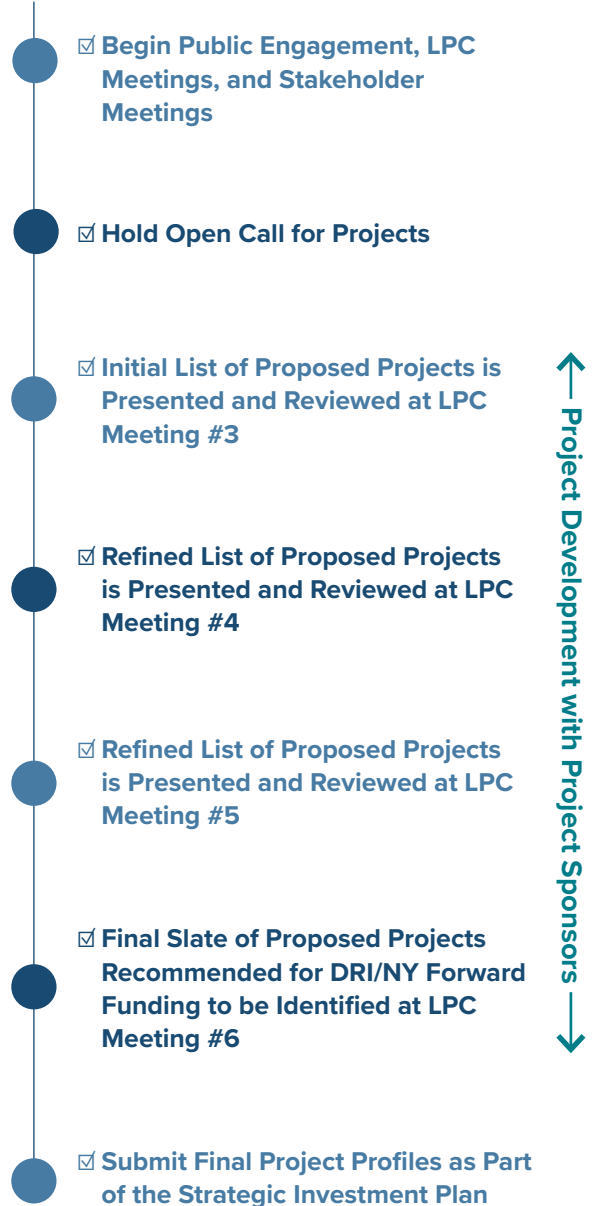 ☑ Begin Public Engagement, LPC
Meetings, and Stakeholder
Meetings
☑ Hold Open Call for Projects
☑ Initial List of Proposed Projects is
Presented and Reviewed at LPC
Meeting #3
☑ Refined List of Proposed Projects
is Presented and Reviewed at LPC
Meeting #4
☑ Refined List of Proposed Projects
is Presented and Reviewed at LPC
Meeting #5
☑ Final Slate of Proposed Projects
Recommended for DRI/NY Forward
Funding to be Identified at LPC
Meeting #6
☑ Submit Final Project Profiles as Part
of the Strategic Investment Plan
Project Development with Project Sponsors